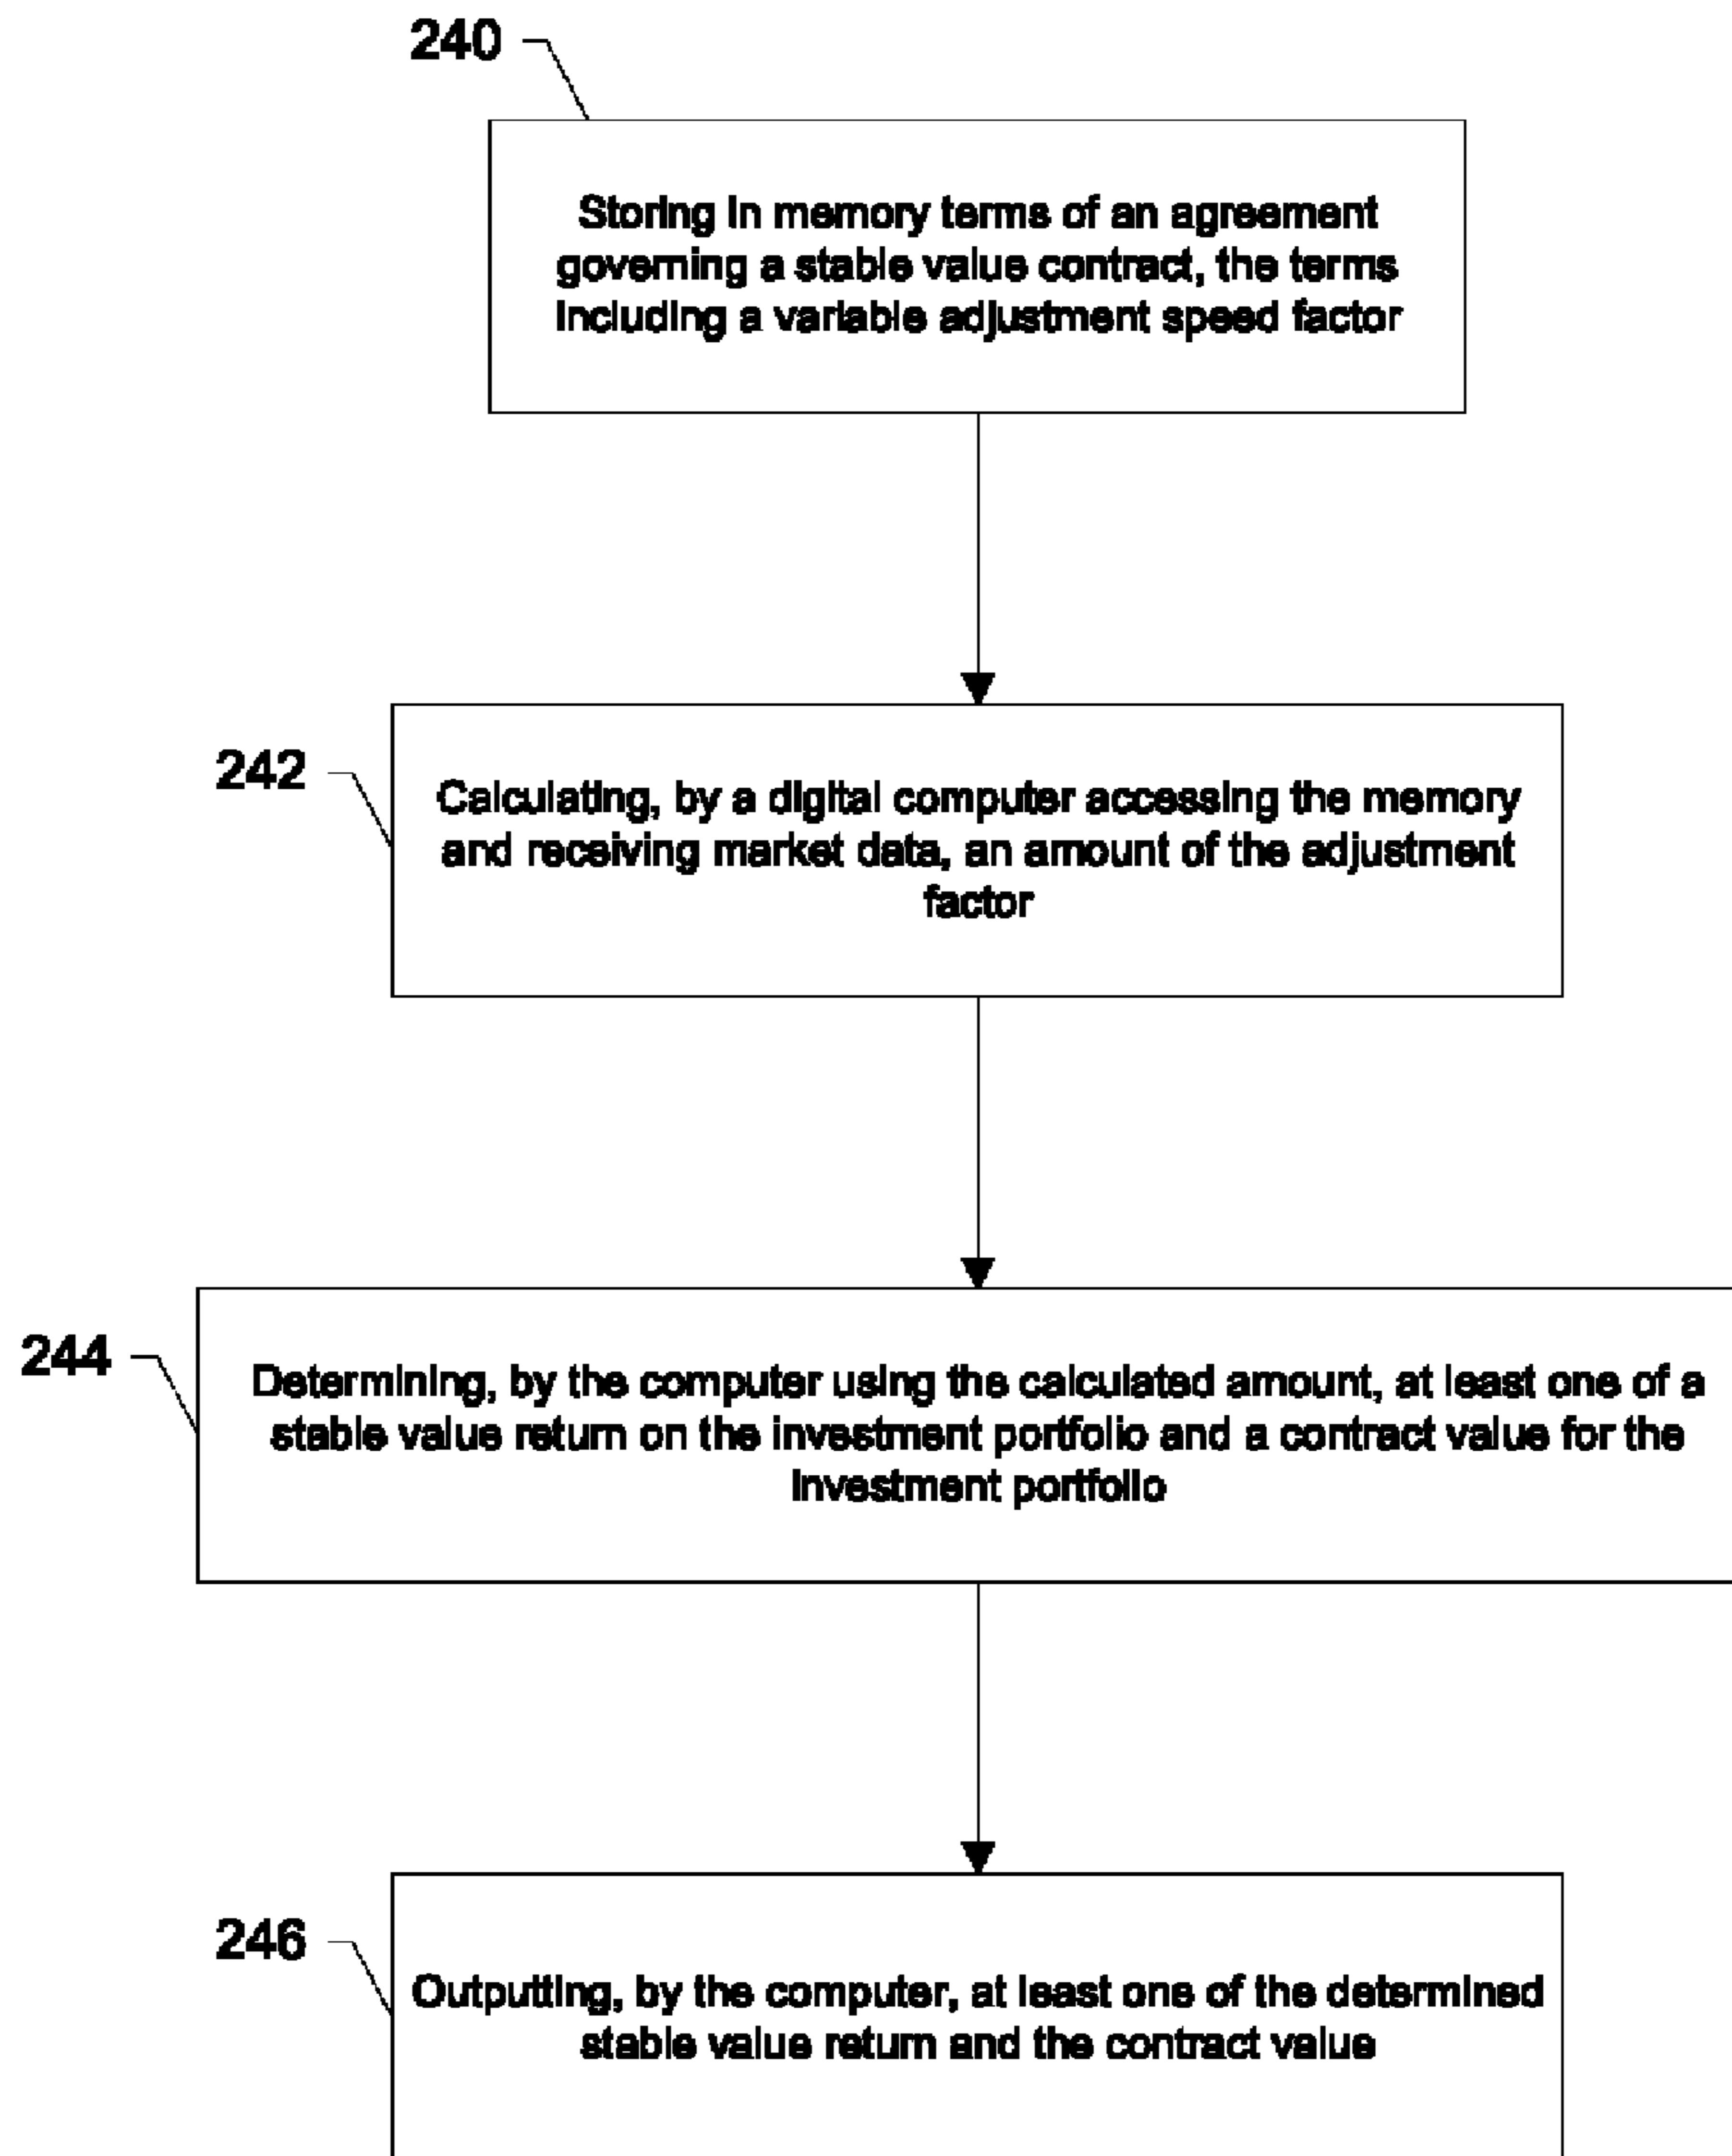 240
Storing in memory terms of an agreement
governing a stable value contract, the terms
including a variable adjustment speed factor
242
Calculating, by a digital computer accessing the memory
and receiving market data, an amount of the adjustment
factor
244
Determining, by the computer using the calculated amount, at least one of a
stable value return on the investment portfolio and a contract value for the
investment portfolio
246
Outputting, by the computer, at least one of the determined
stable value return and the contract value